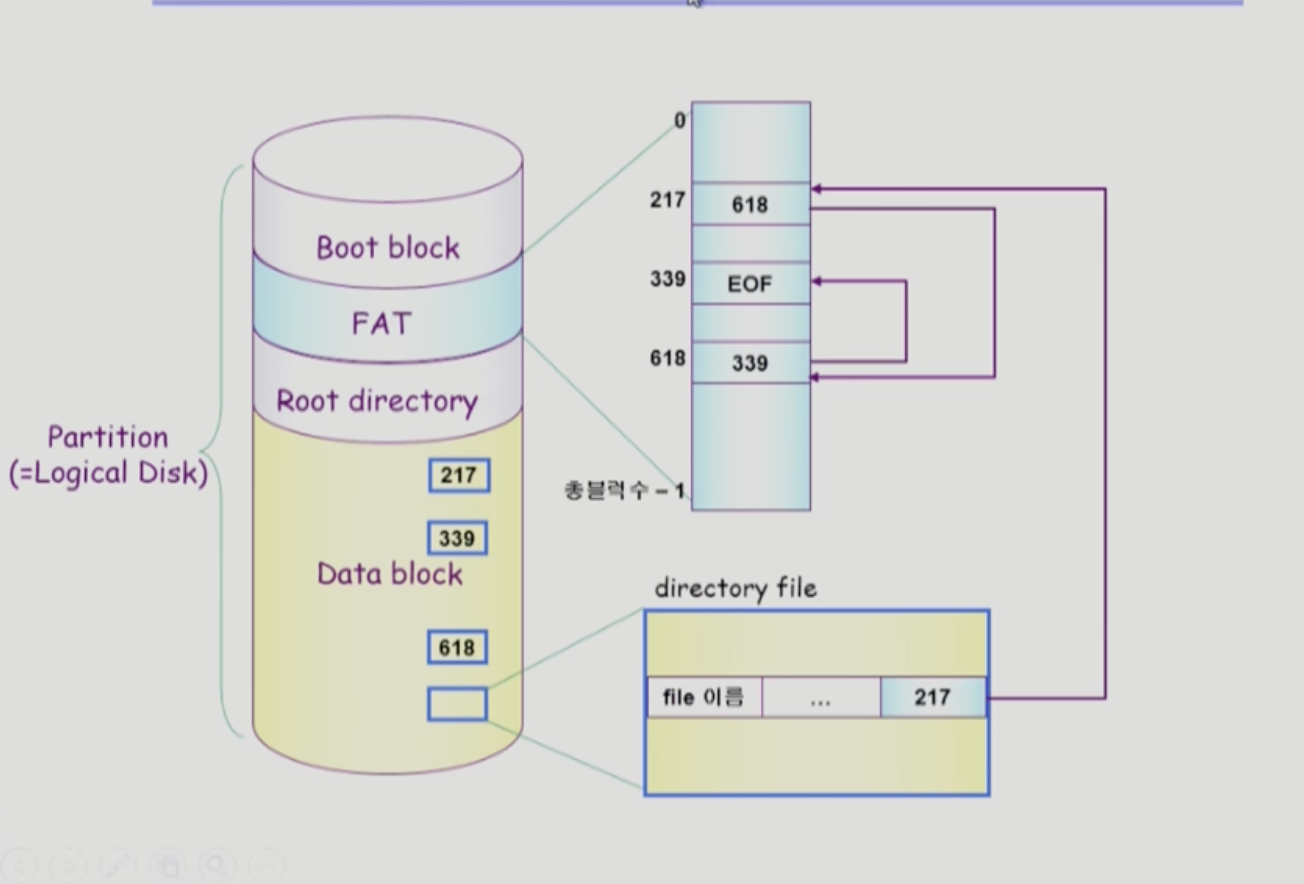 Boot block
FAT
Root directory
Partition
(=Logical Disk)
217
339
Data block
618
0
217
618
339
EOF
618
339
총블럭수 – 1
directory file
file 이름
...
217